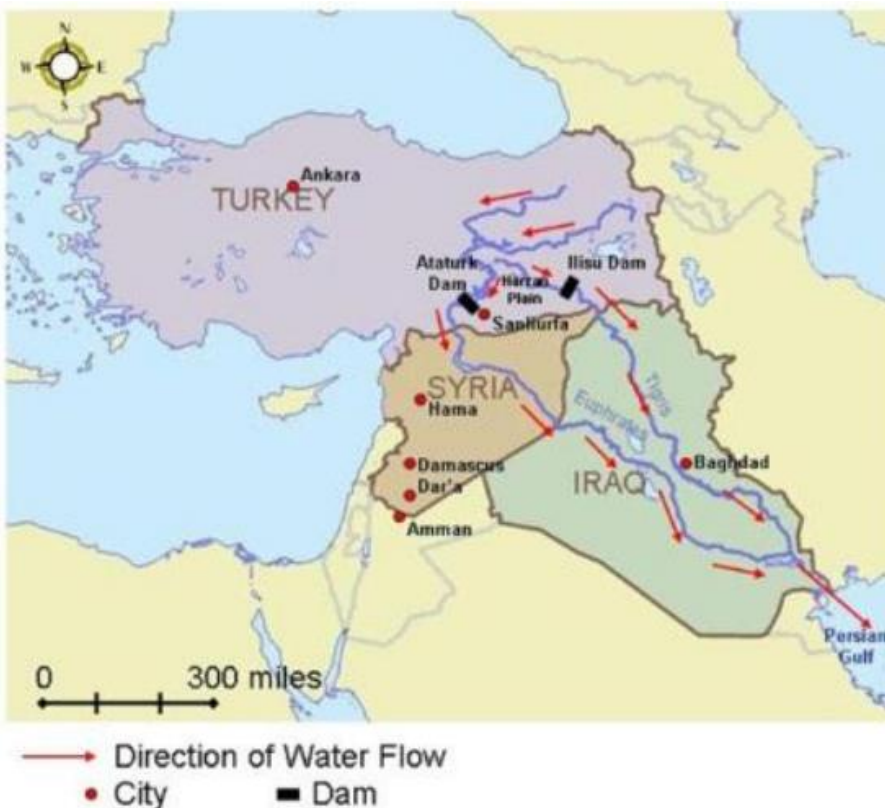 N
W E
S
Ankara
TURKEY
Ataturk
Dam
Ilisu Dam
Harran
Plain
Sanliurfa
SYRIA
Hama
Euphrates
Tigris
Damascus
Dar'a
Amman
IRAQ
Baghdad
Persian
Gulf
0 300 miles
Direction of Water Flow
City Dam